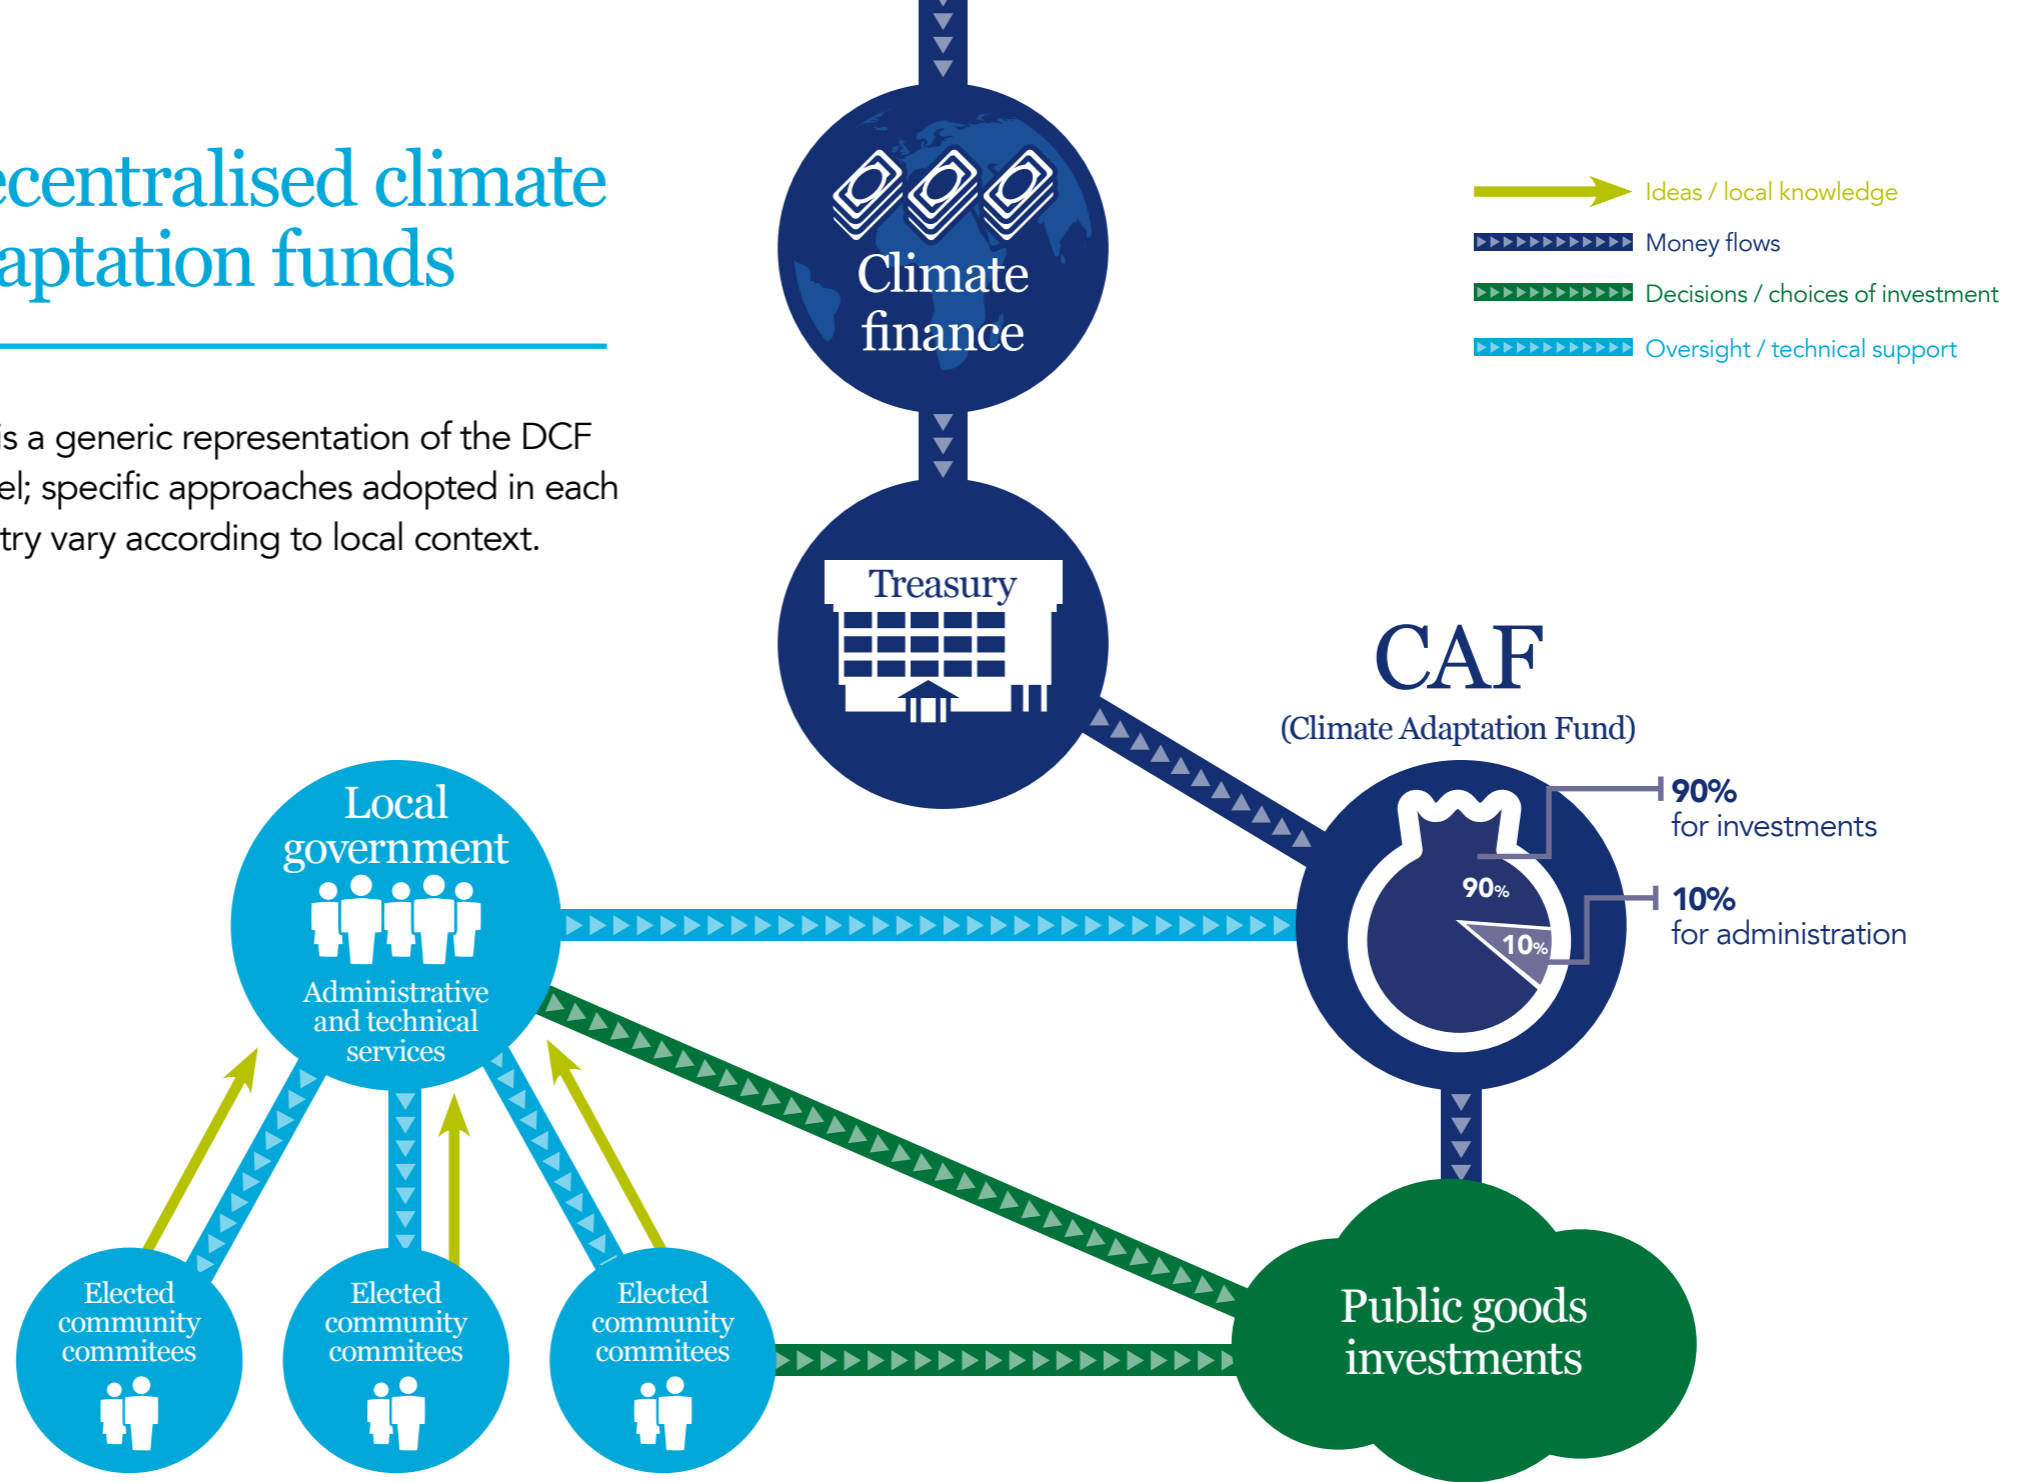 ecentralised climate
aptation funds
is a generic representation of the DCF
el; specific approaches adopted in each
try vary according to local context.
Climate
finance
Ideas / local knowledge
Money flows
Decisions / choices of investment
Oversight / technical support
Treasury
CAF
(Climate Adaptation Fund)
90%
for investments
90%
10%
10%
for administration
Local
government
Administrative
and technical
services
Elected
community
commitees
Elected
community
commitees
Elected
community
commitees
Public goods
investments